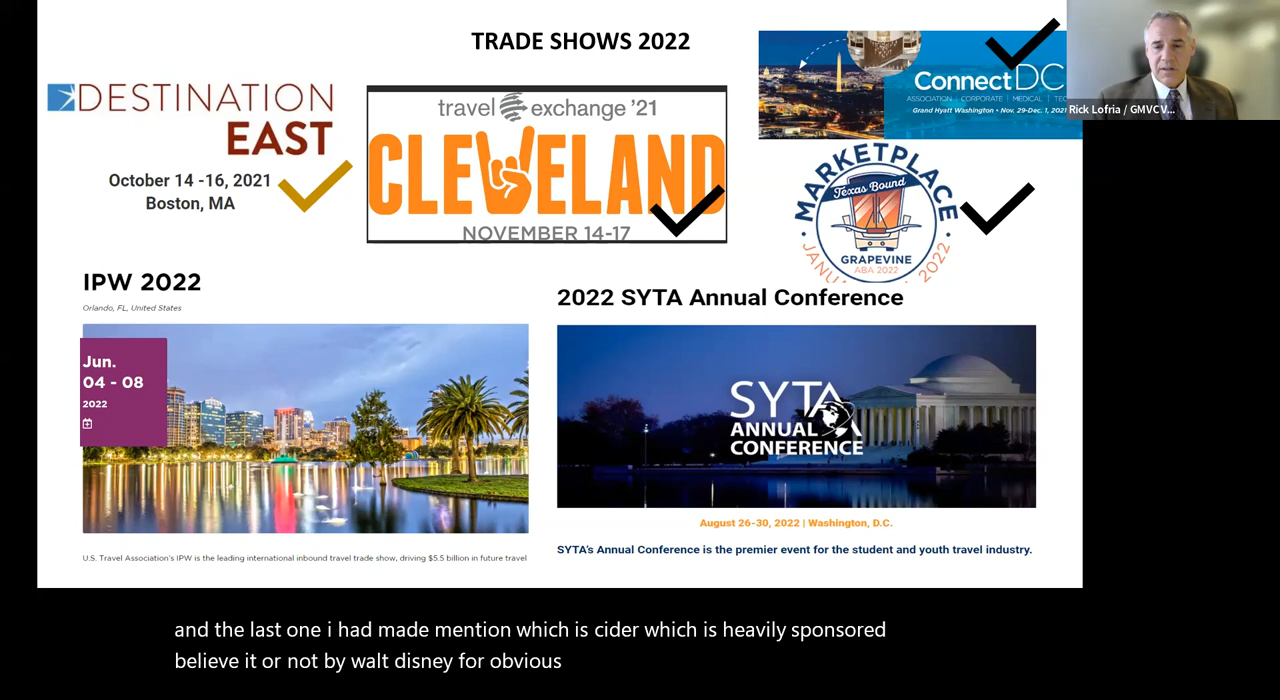 TRADE SHOWS 2022
DESTINATION
EAST
October 14 -16, 2021
Boston, MA
travel exchange '21
CLEVELAND
NOVEMBER 14-17
ConnectDC
ASSOCIATION | CORPORATE | MEDICAL |
Grand Hyatt Washington • Nov. 29-Dec. 1, 2021
Rick Lofria / GMVC V...
MARKETPLACE
Texas Bound
GRAPEVINE
ABA 2022
2022
IPW 2022
Orlando, FL, United States
Jun.
04 - 08
2022
U.S. Travel Association's IPW is the leading international inbound travel trade show, driving $5.5 billion in future travel
2022 SYTA Annual Conference
SYTA
ANNUAL
CONFERENCE
August 26-30, 2022 | Washington, D.C.
SYTA's Annual Conference is the premier event for the student and youth travel industry.
and the last one i had made mention which is cider which is heavily sponsored
believe it or not by walt disney for obvious